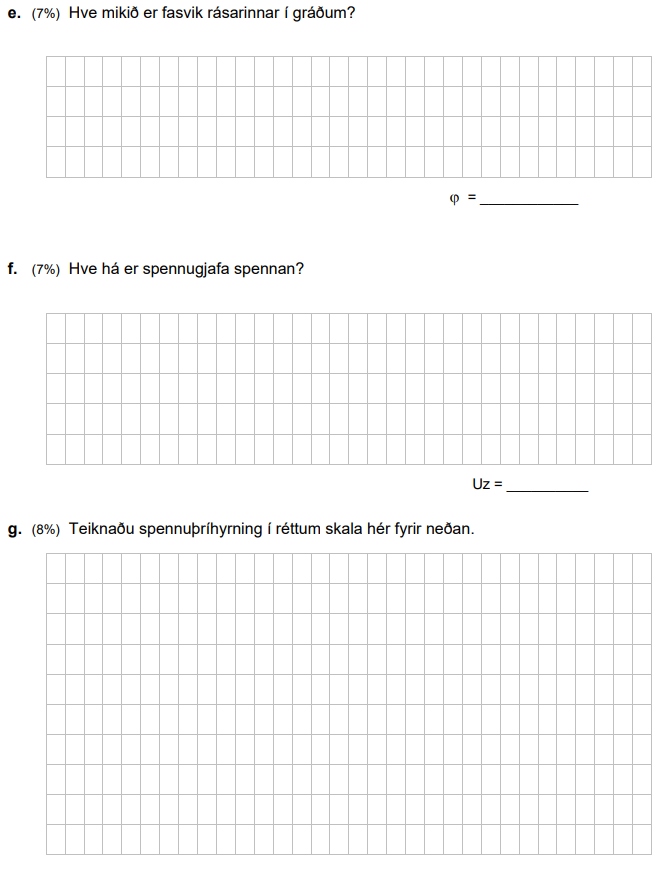 e. (7%) Hve mikið er fasvik rásarinnar í gráðum?
φ = ____________
f. (7%) Hve há er spennugjafa spennan?
Uz = __________
g. (8%) Teiknaðu spennuþríhyrning í réttum skala hér fyrir neðan.